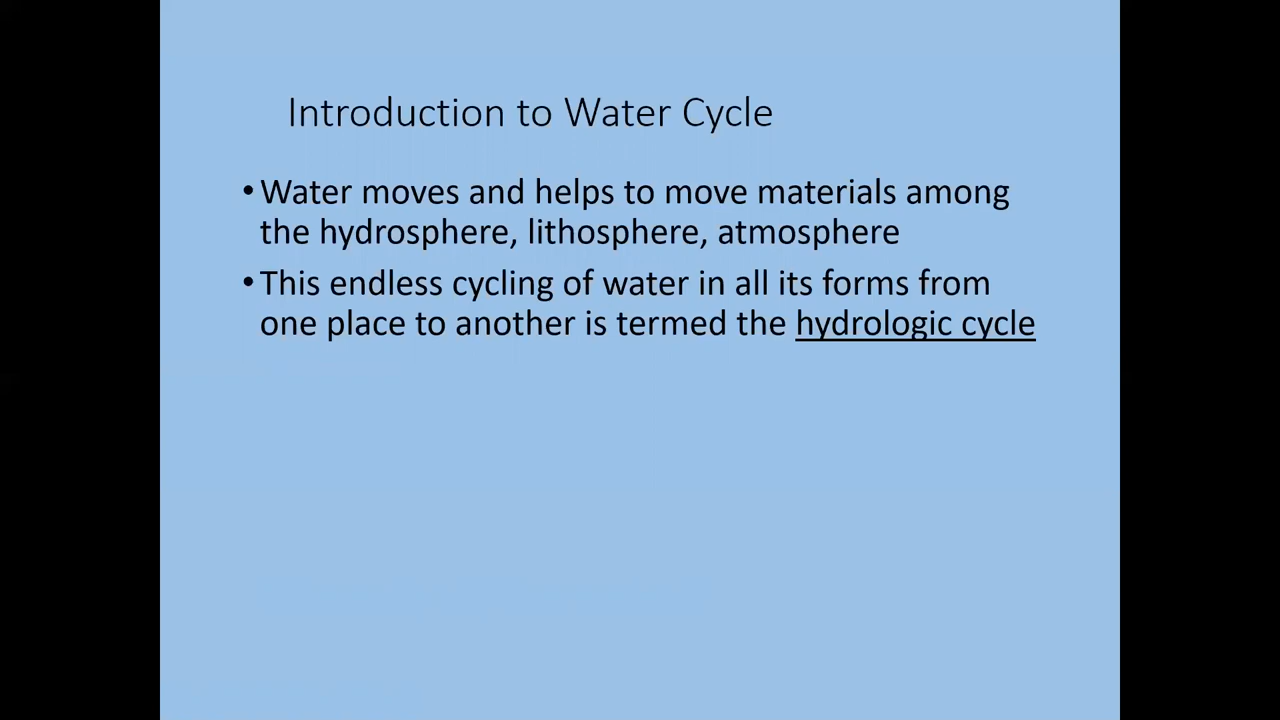 Introduction to Water Cycle
•Water moves and helps to move materials among
the hydrosphere, lithosphere, atmosphere
•This endless cycling of water in all its forms from
one place to another is termed the hydrologic cycle